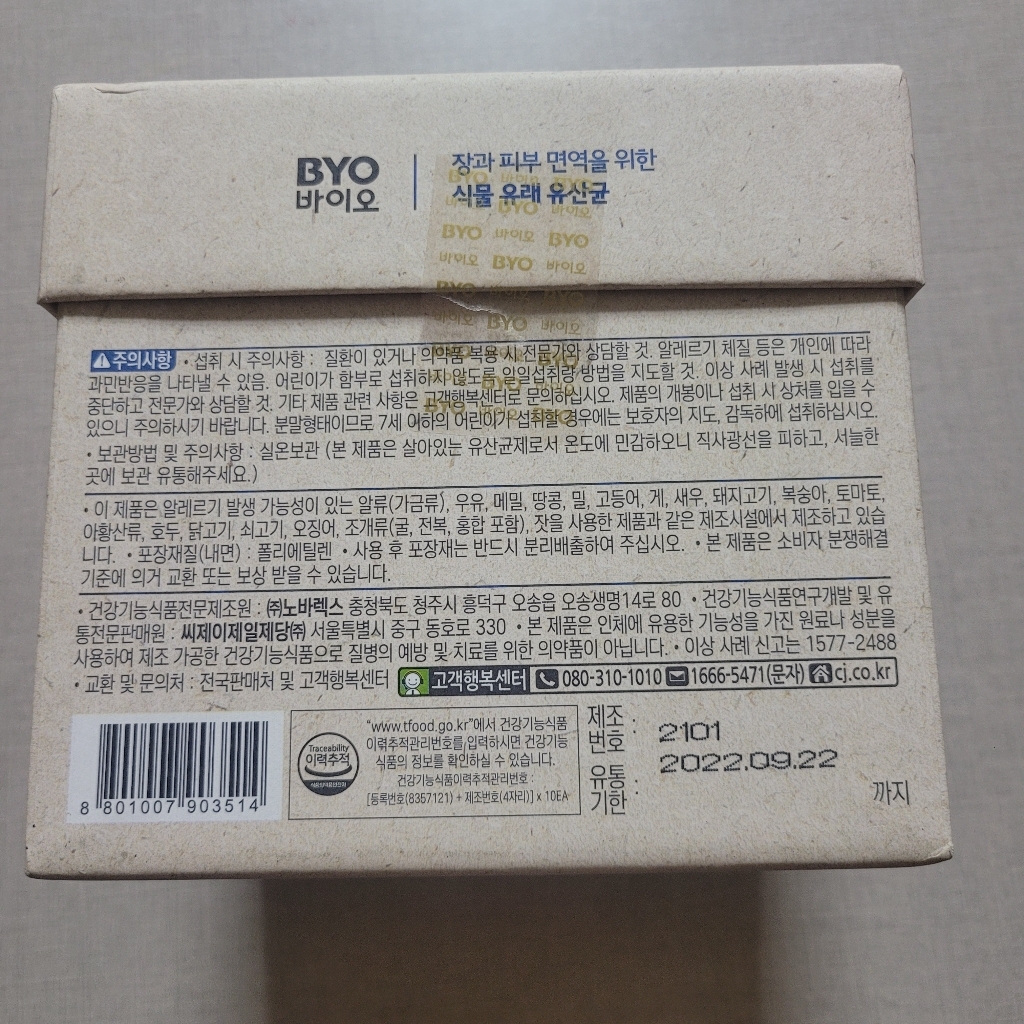 BYO
바이오
장과 피부 면역을 위한
식물 유래 유산균
BYO 바이오 BYO
바이오 BYO 바이오
주의사항 • 섭취 시 주의사항 : 질환이 있거나 의약품 복용 시 전문가와 상담할 것. 알레르기 체질 등은 개인에 따라
과민반응을 나타낼 수 있음. 어린이가 함부로 섭취하지 않도록 일일섭취량 방법을 지도할 것. 이상 사례 발생 시 섭취를
중단하고 전문가와 상담할 것. 기타 제품 관련 사항은 고객행복센터로 문의하십시오. 제품의 개봉이나 섭취 시 상처를 입을 수
있으니 주의하시기 바랍니다. 분말형태이므로 7세 이하의 어린이가 섭취할 경우에는 보호자의 지도, 감독하에 섭취하십시오.
• 보관방법 및 주의사항 : 실온보관 (본 제품은 살아있는 유산균제로서 온도에 민감하오니 직사광선을 피하고, 서늘한
곳에 보관 유통해주세요.)
• 이 제품은 알레르기 발생 가능성이 있는 알류(가금류), 우유, 메밀, 땅콩, 밀, 고등어, 게, 새우, 돼지고기, 복숭아, 토마토,
아황산류, 호두, 닭고기, 쇠고기, 오징어, 조개류(굴, 전복, 홍합 포함), 잣을 사용한 제품과 같은 제조시설에서 제조하고 있습
니다. • 포장재질(내면) : 폴리에틸렌 • 사용 후 포장재는 반드시 분리배출하여 주십시오. • 본 제품은 소비자 분쟁해결
기준에 의거 교환 또는 보상 받을 수 있습니다.
• 건강기능식품전문제조원 : ㈜노바렉스 충청북도 청주시 흥덕구 오송읍 오송생명14로 80 • 건강기능식품연구개발 및 유
통전문판매원 : 씨제이제일제당㈜ 서울특별시 중구 동호로 330 • 본 제품은 인체에 유용한 기능성을 가진 원료나 성분을
사용하여 제조 가공한 건강기능식품으로 질병의 예방 및 치료를 위한 의약품이 아닙니다. • 이상 사례 신고는 1577-2488
• 교환 및 문의처 : 전국판매처 및 고객행복센터 고객행복센터 080-310-1010 1666-5471(문자) cj.co.kr
8 801007 903514
Traceability
이력추적
"www.tfood.go.kr"에서 건강기능식품
이력추적관리번호를 입력하시면 건강기능
식품의 정보를 확인하실 수 있습니다.
건강기능식품이력추적관리번호 :
[등록번호(8357121) + 제조번호(4자리)] x 10EA
제조
번호 : 2101
2022.09.22
유통
기한 :
까지